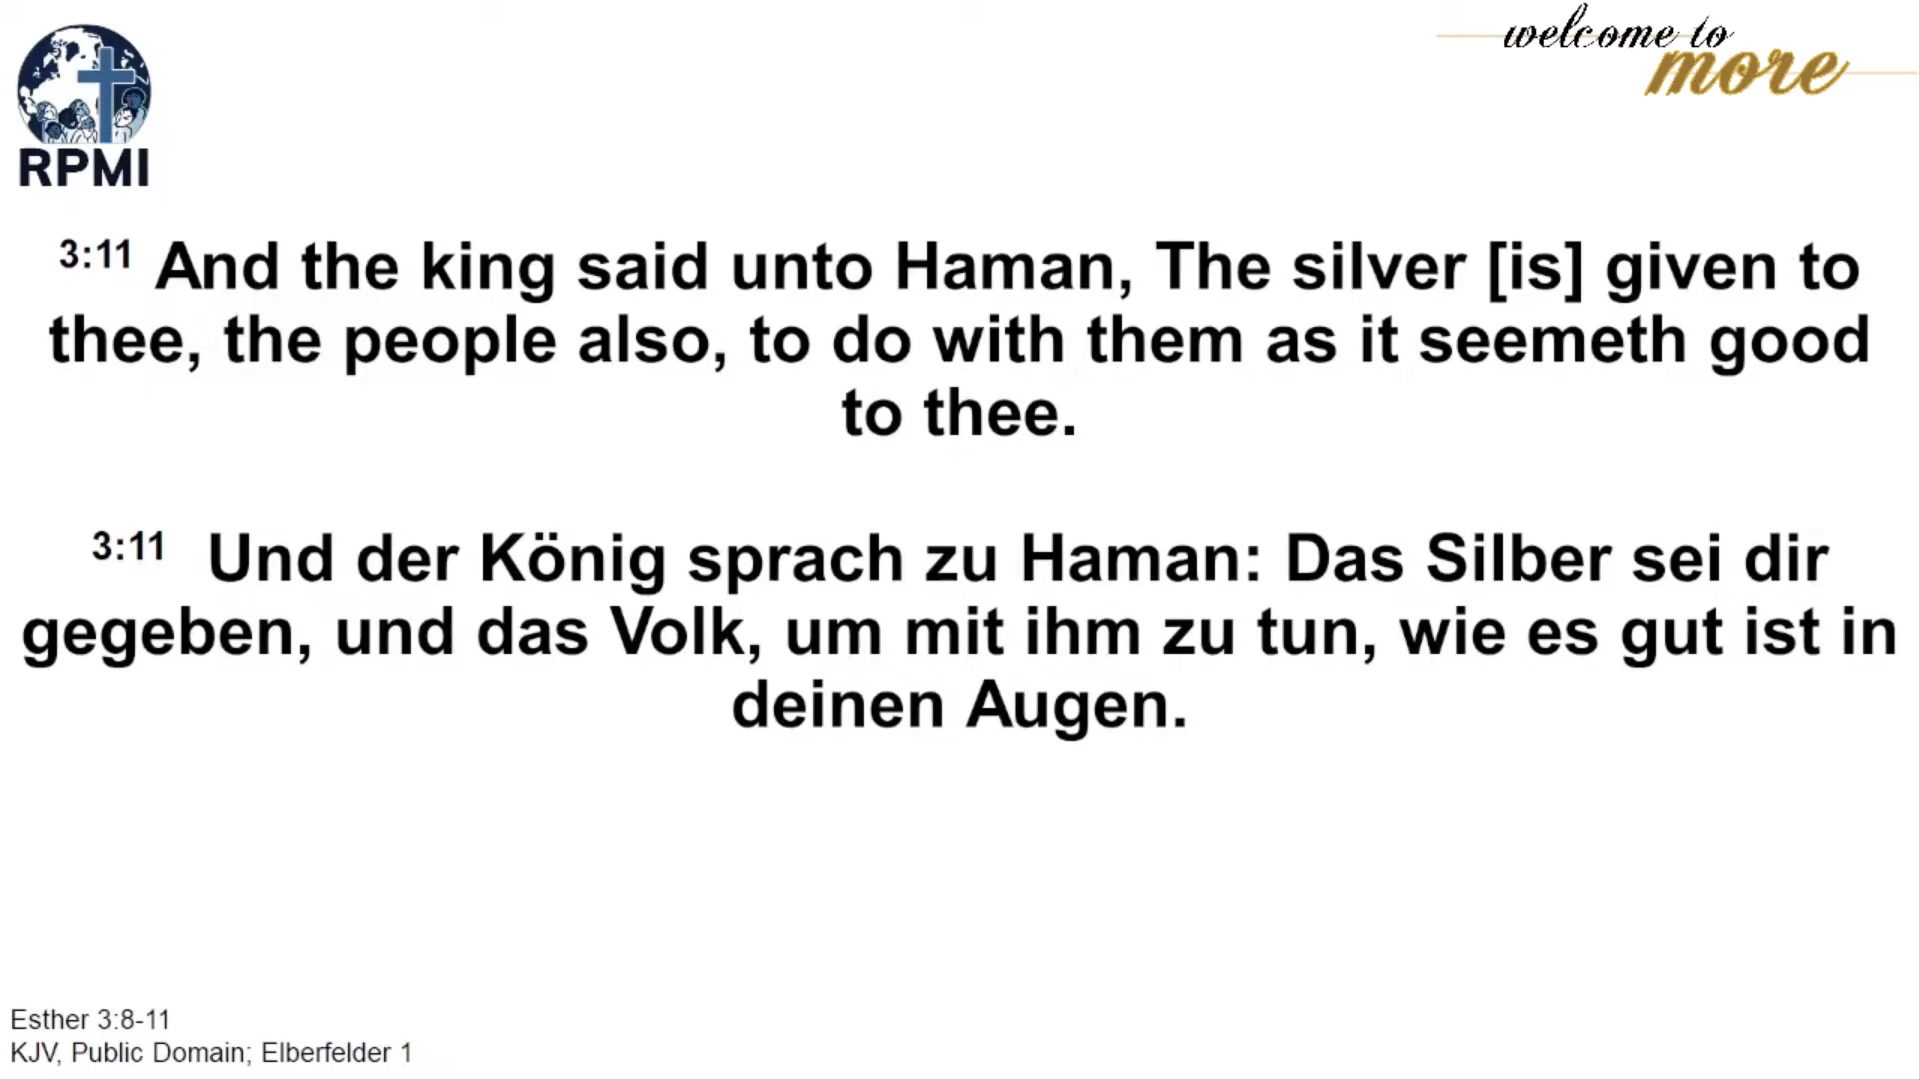 welcome to
more
RPMI
3:11 And the king said unto Haman, The silver [is] given to
thee, the people also, to do with them as it seemeth good
to thee.
3:11 Und der König sprach zu Haman: Das Silber sei dir
gegeben, und das Volk, um mit ihm zu tun, wie es gut ist in
deinen Augen.
Esther 3:8-11
KJV, Public Domain; Elberfelder 1